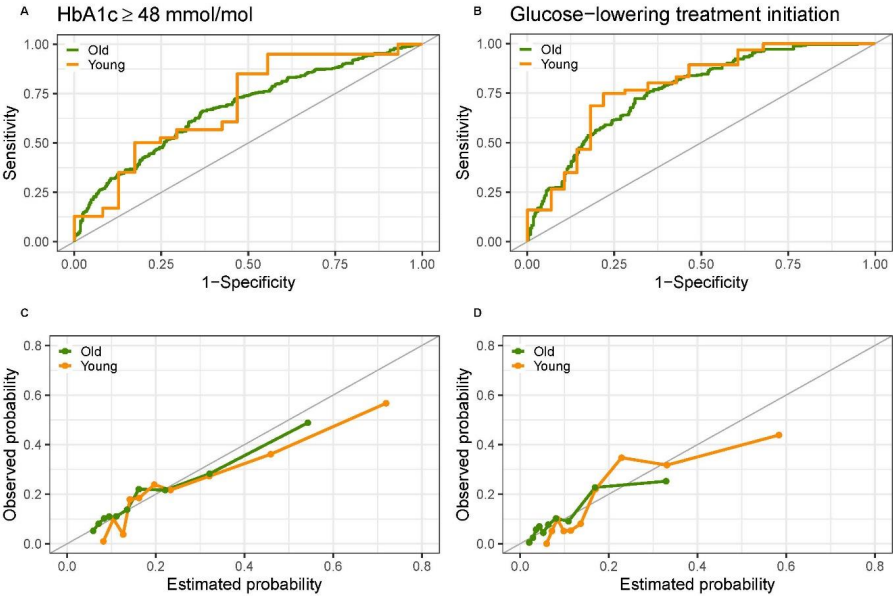 A HbA1c ≥ 48 mmol/mol
Old
Young
Sensitivity
1.00
0.75
0.50
0.25
0.00
0.00 0.25 0.50 0.75 1.00
1−Specificity
B Glucose−lowering treatment initiation
Old
Young
Sensitivity
1.00
0.75
0.50
0.25
0.00
0.00 0.25 0.50 0.75 1.00
1−Specificity
C
Old
Young
Observed probability
0.8
0.6
0.4
0.2
0.0
0.0 0.2 0.4 0.6 0.8
Estimated probability
D
Old
Young
Observed probability
0.8
0.6
0.4
0.2
0.0
0.0 0.2 0.4 0.6 0.8
Estimated probability